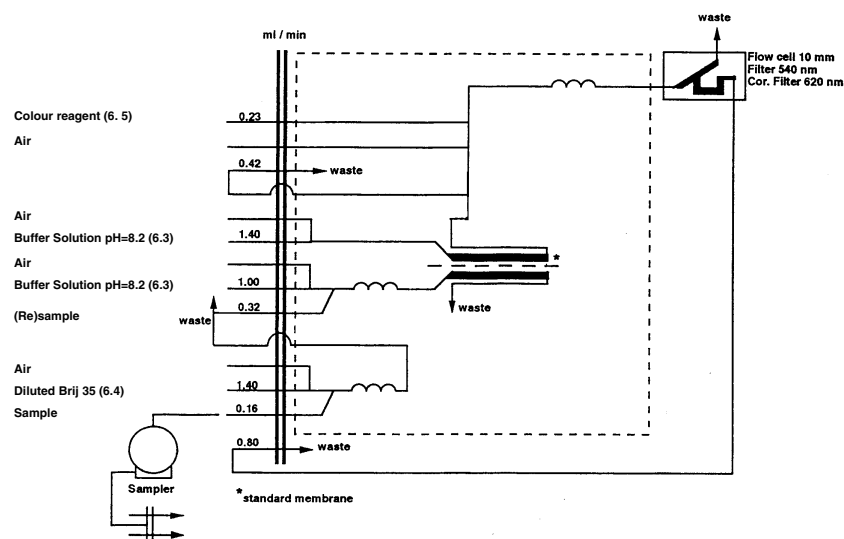 waste
ml / min
Flow cell 10 mm
Filter 540 nm
Cor. Filter 620 nm
Colour reagent (6. 5)
0.23
Air
0.42
waste
Air
Buffer Solution pH=8.2 (6.3)
1.40
Air
*
Buffer Solution pH=8.2 (6.3)
1.00
waste
(Re)sample
0.32
waste
Air
Diluted Brij 35 (6.4)
1.40
Sample
0.16
0.80
waste
Sampler
*standard membrane